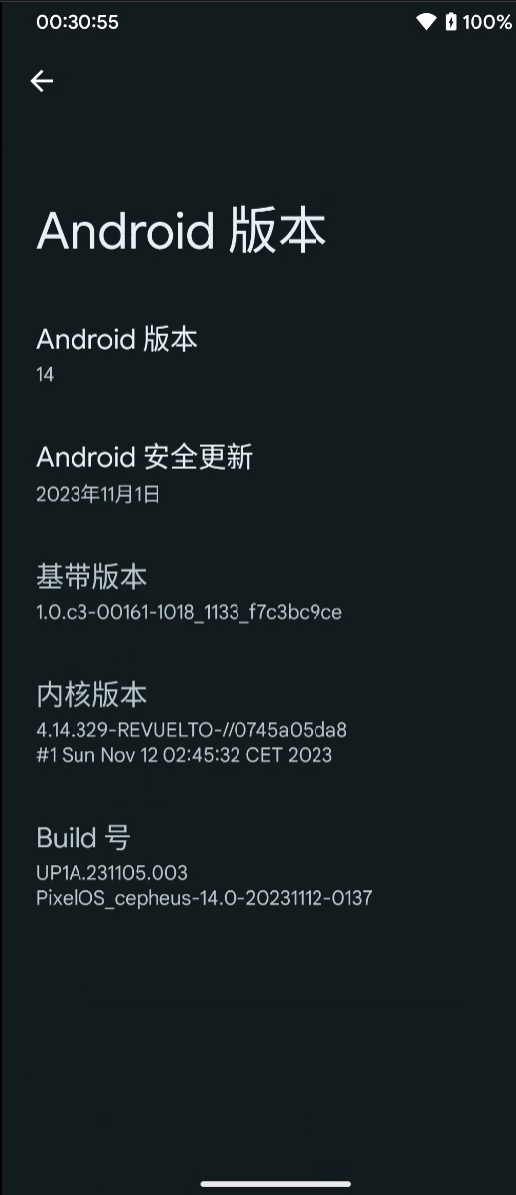 00:30:55
100%
Android 版本
Android 版本
14
Android 安全更新
2023年11月1日
基带版本
1.0.c3-00161-1018_1133_f7c3bc9ce
内核版本
4.14.329-REVUELTO-//0745a05da8
#1 Sun Nov 12 02:45:32 CET 2023
Build 号
UP1A.231105.003
PixelOS_cepheus-14.0-20231112-0137